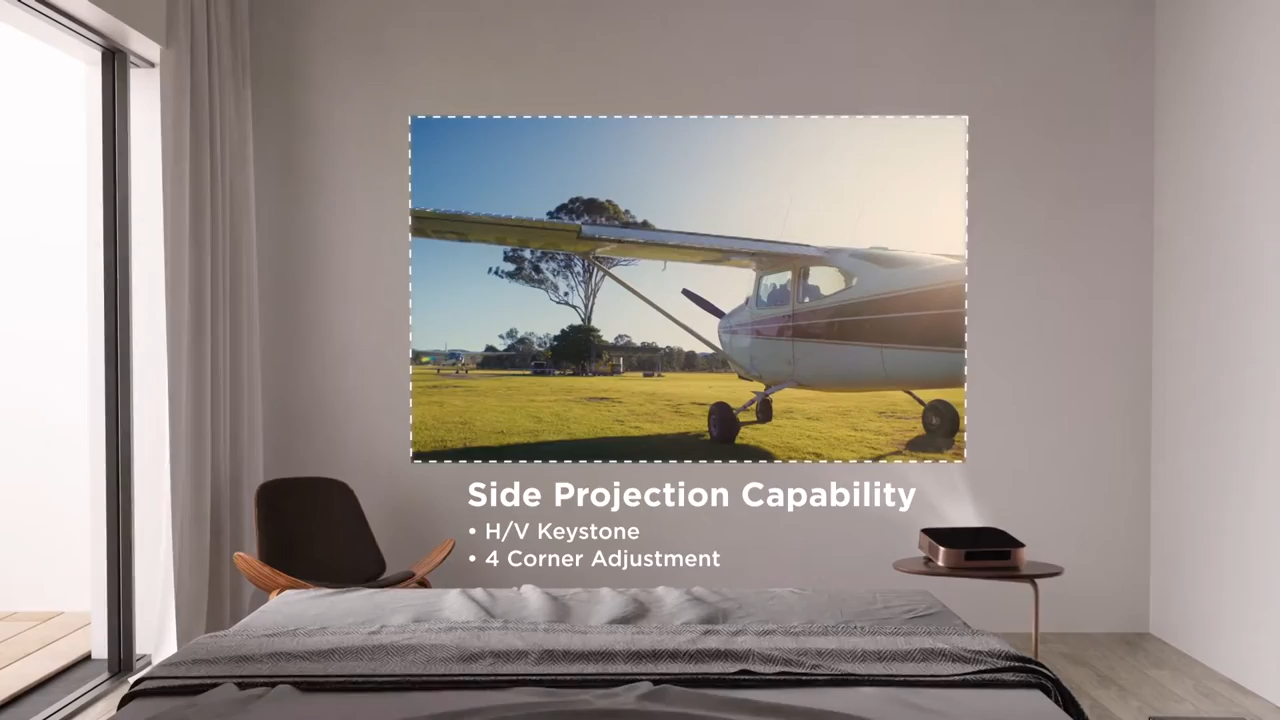 Side Projection Capability
• H/V Keystone
• 4 Corner Adjustment